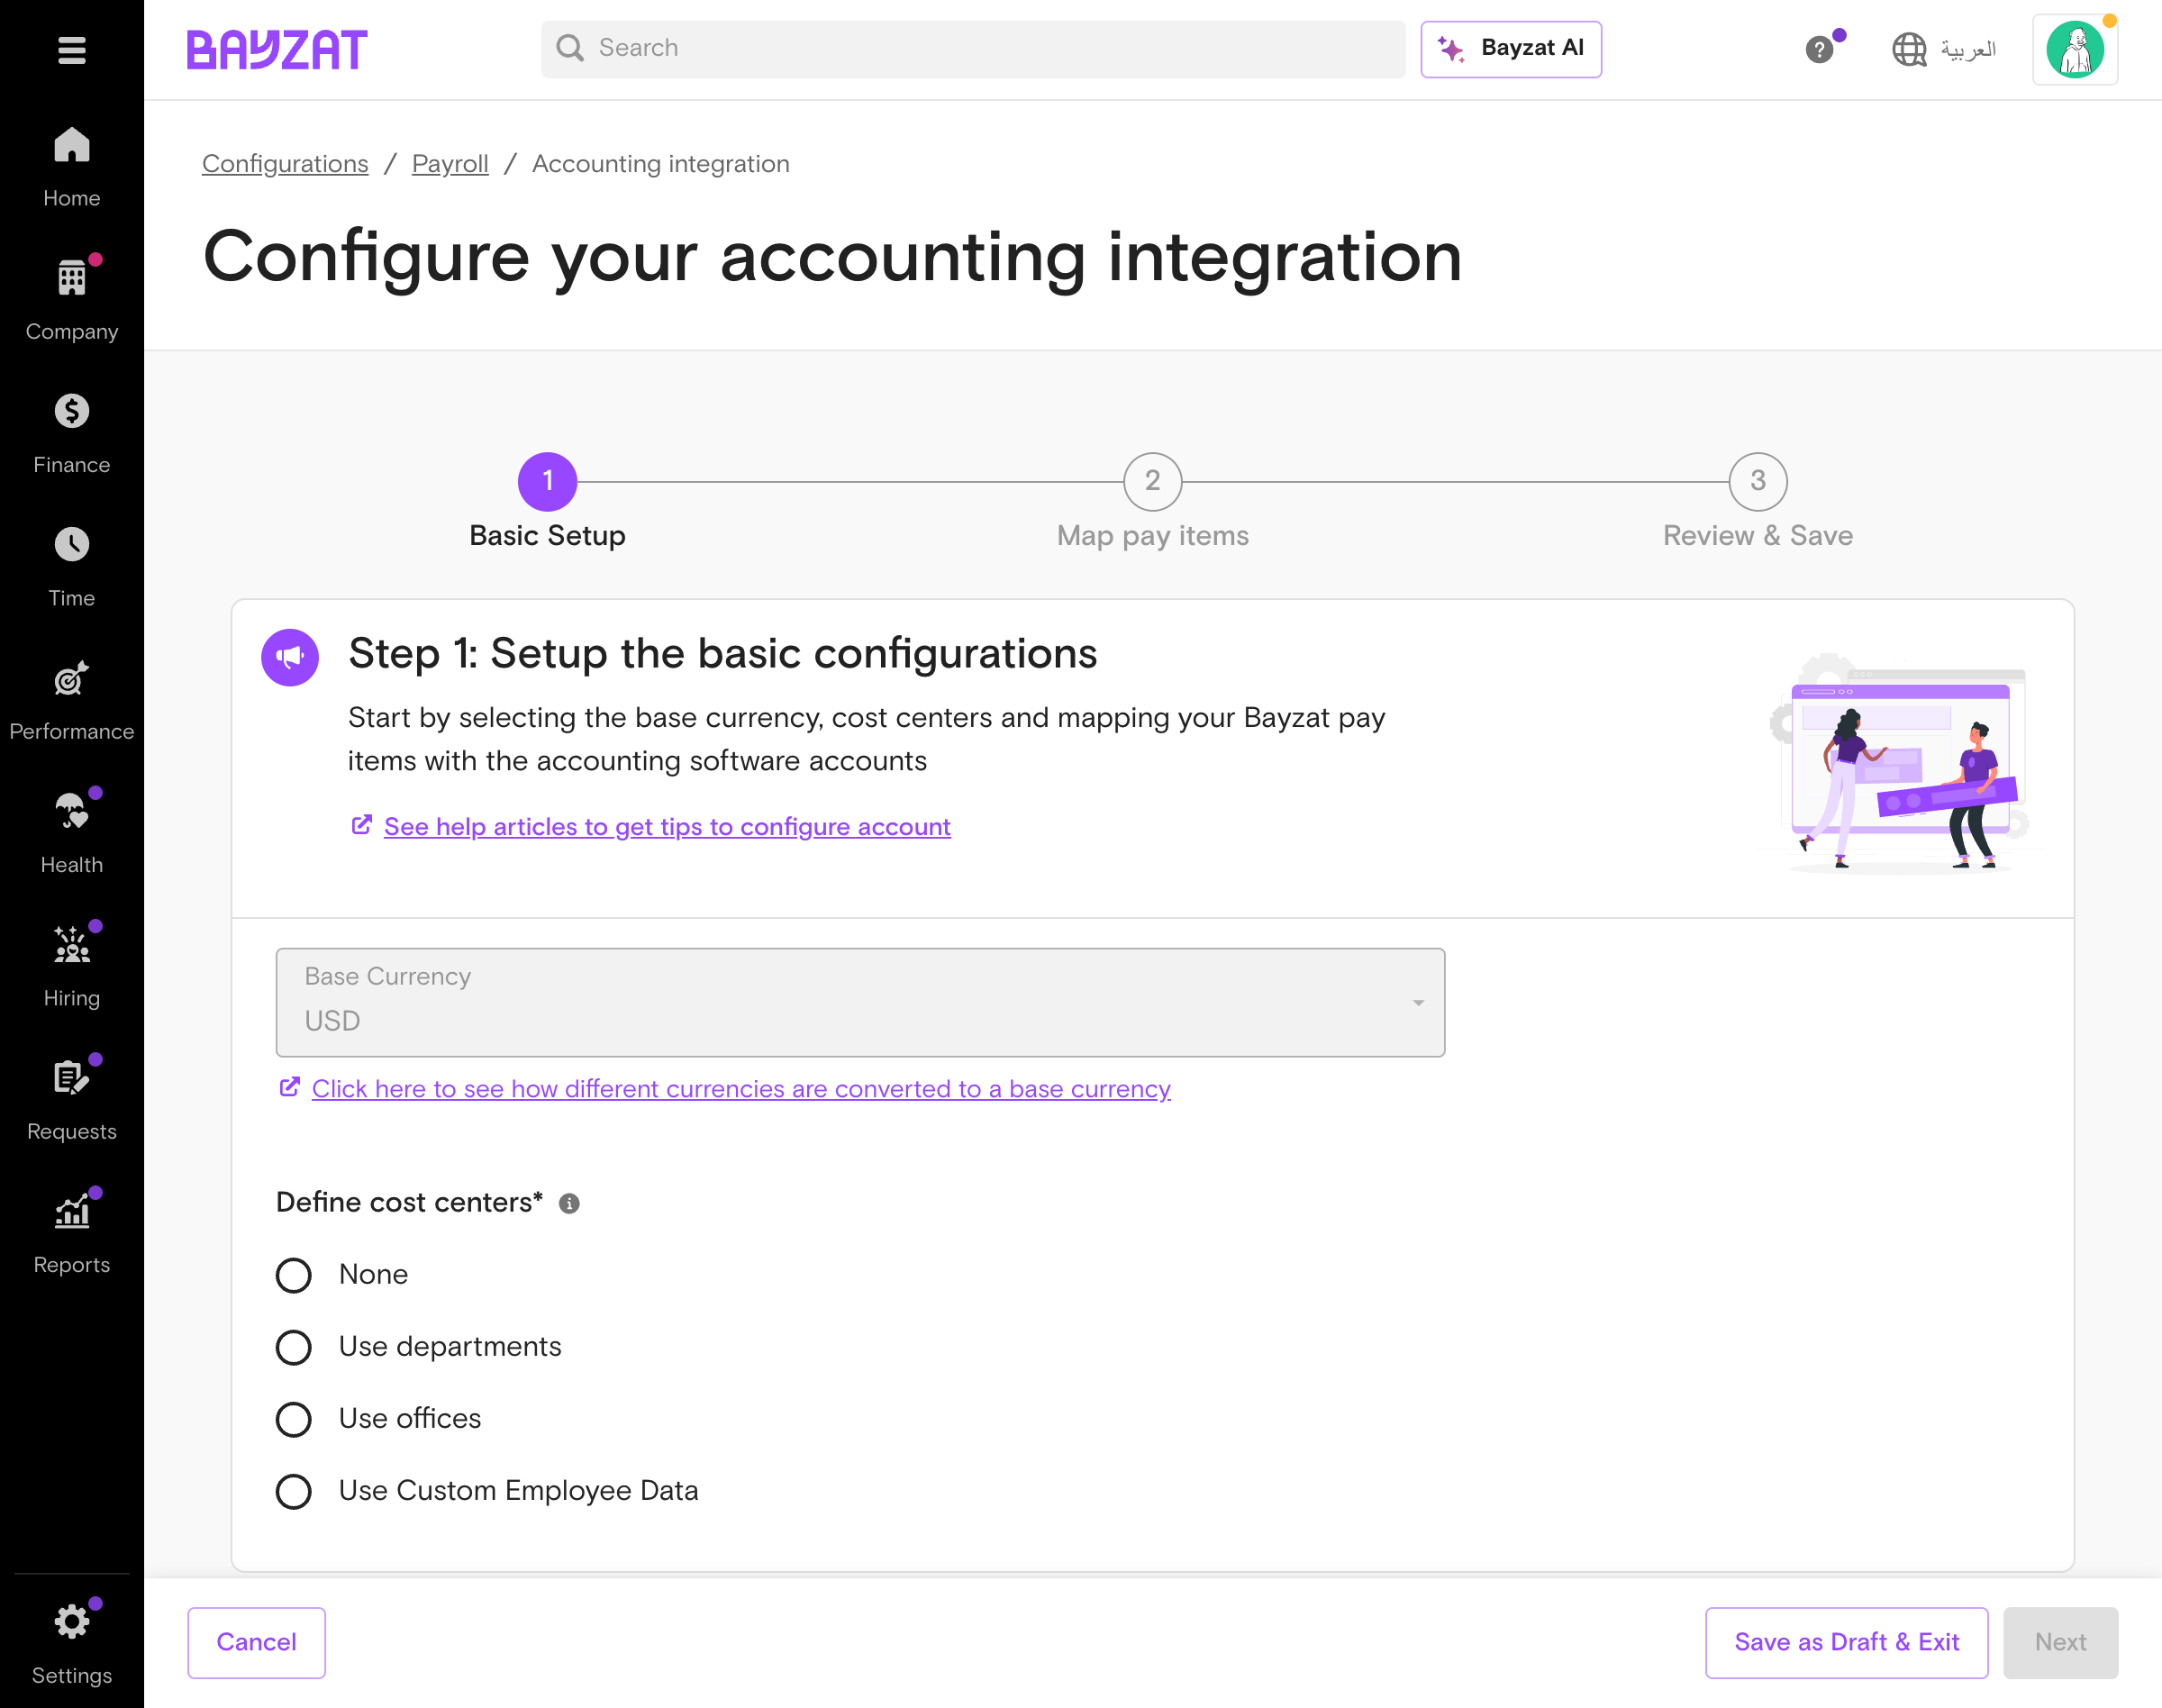 BAYZAT
Search
Bayzat AI
?
العربية
Home
Company
Finance
Time
Performance
Health
Hiring
Requests
Reports
Settings
Configurations / Payroll / Accounting integration
Configure your accounting integration
1
2
3
Basic Setup
Map pay items
Review & Save
Step 1: Setup the basic configurations
Start by selecting the base currency, cost centers and mapping your Bayzat pay
items with the accounting software accounts
See help articles to get tips to configure account
Base Currency
USD
Click here to see how different currencies are converted to a base currency
Define cost centers*
None
Use departments
Use offices
Use Custom Employee Data
Cancel
Save as Draft & Exit
Next